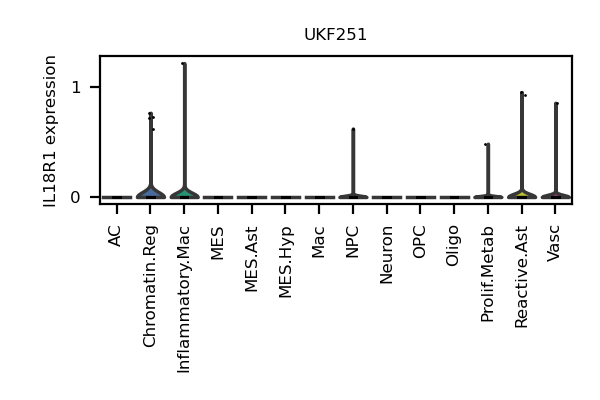 UKF251
IL18R1 expression
1
0
AC
Chromatin.Reg
Inflammatory.Mac
MES
MES.Ast
MES.Hyp
Mac
NPC
Neuron
OPC
Oligo
Prolif.Metab
Reactive.Ast
Vasc